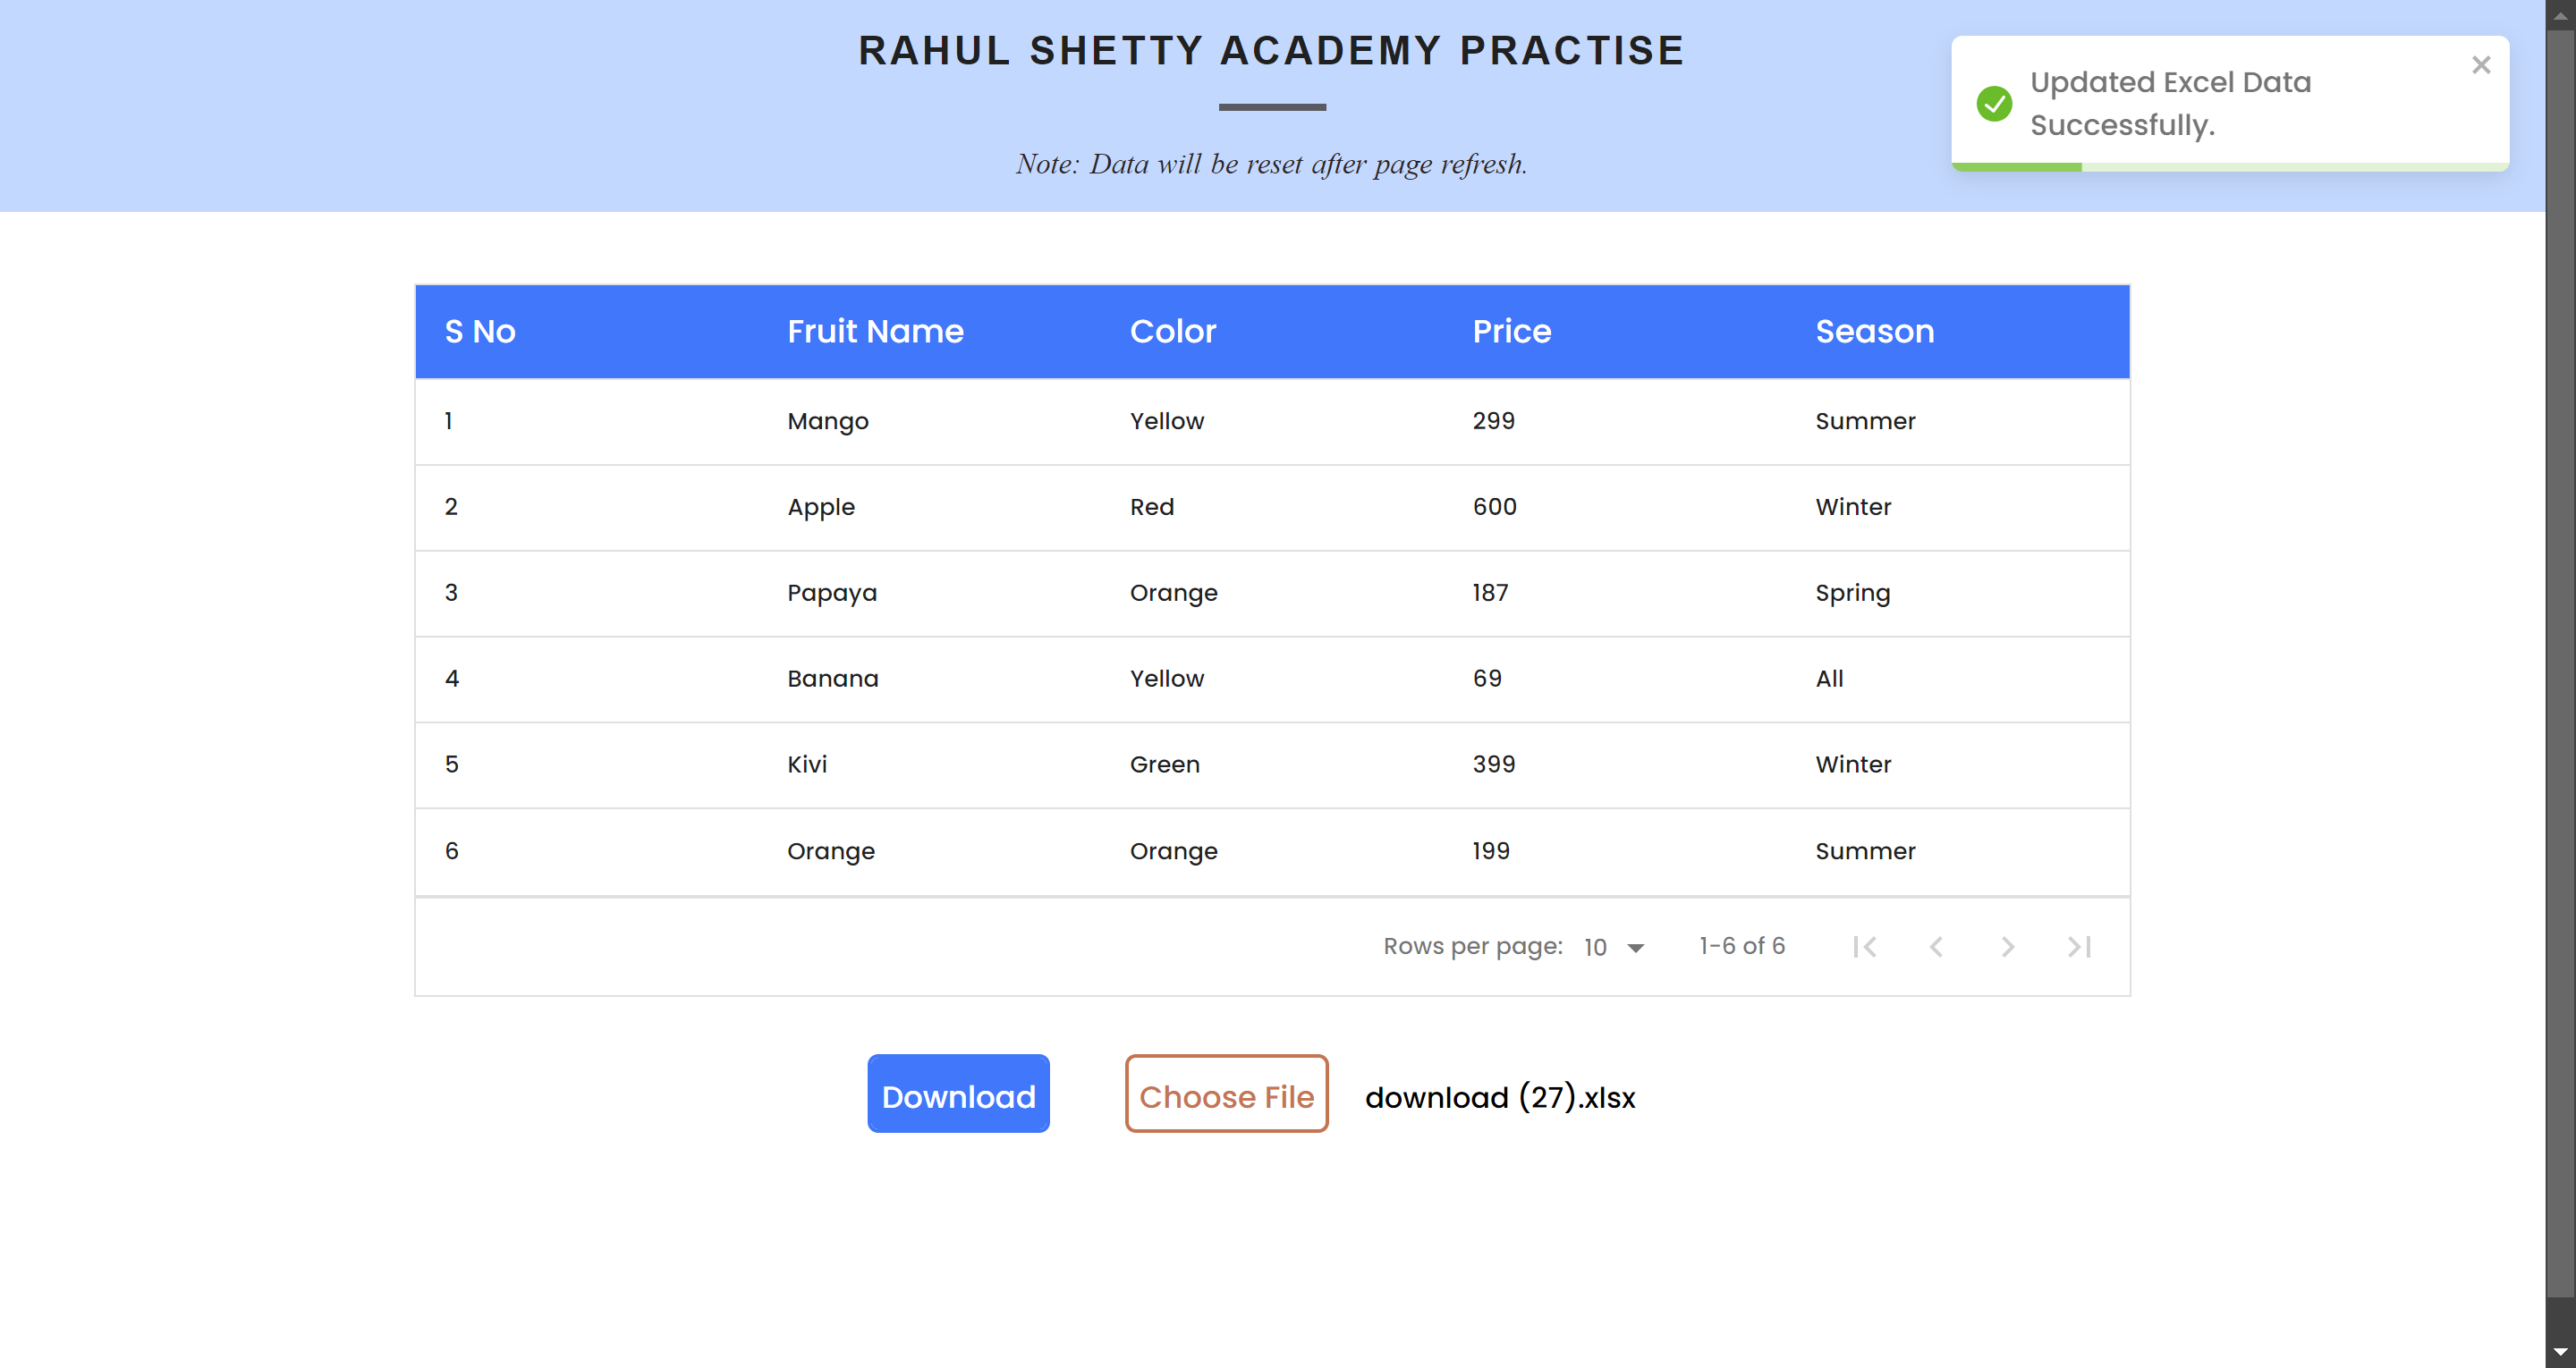 RAHUL SHETTY ACADEMY PRACTISE
Note: Data will be reset after page refresh.
Updated Excel Data
Successfully.
S No Fruit Name Color Price Season
1 Mango Yellow 299 Summer
2 Apple Red 600 Winter
3 Papaya Orange 187 Spring
4 Banana Yellow 69 All
5 Kivi Green 399 Winter
6 Orange Orange 199 Summer
Rows per page: 10 1-6 of 6
Download Choose File download (27).xlsx